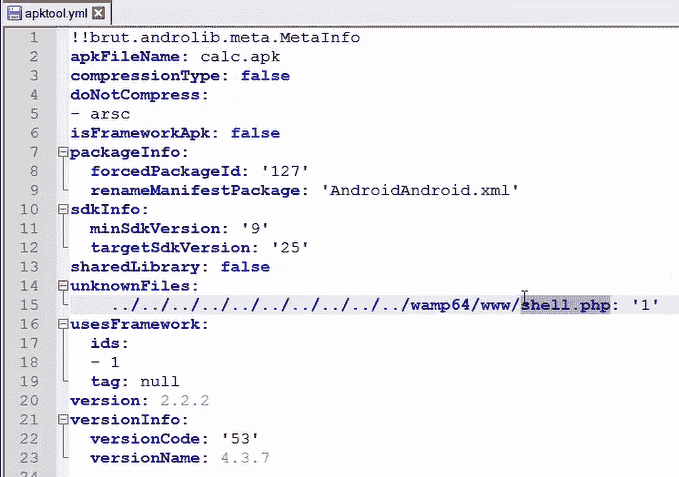 apktool.yml
1 !!brut.androlib.meta.MetaInfo
2 apkFileName: calc.apk
3 compressionType: false
4 doNotCompress:
5 - arsc
6 isFrameworkApk: false
7 packageInfo:
8 forcedPackageId: '127'
9 renameManifestPackage: 'AndroidAndroid.xml'
10 sdkInfo:
11 minSdkVersion: '9'
12 targetSdkVersion: '25'
13 sharedLibrary: false
14 unknownFiles:
15 ../../../../../../../../../../wamp64/www/shell.php: '1'
16 usesFramework:
17 ids:
18 - 1
19 tag: null
20 version: 2.2.2
21 versionInfo:
22 versionCode: '53'
23 versionName: 4.3.7
24